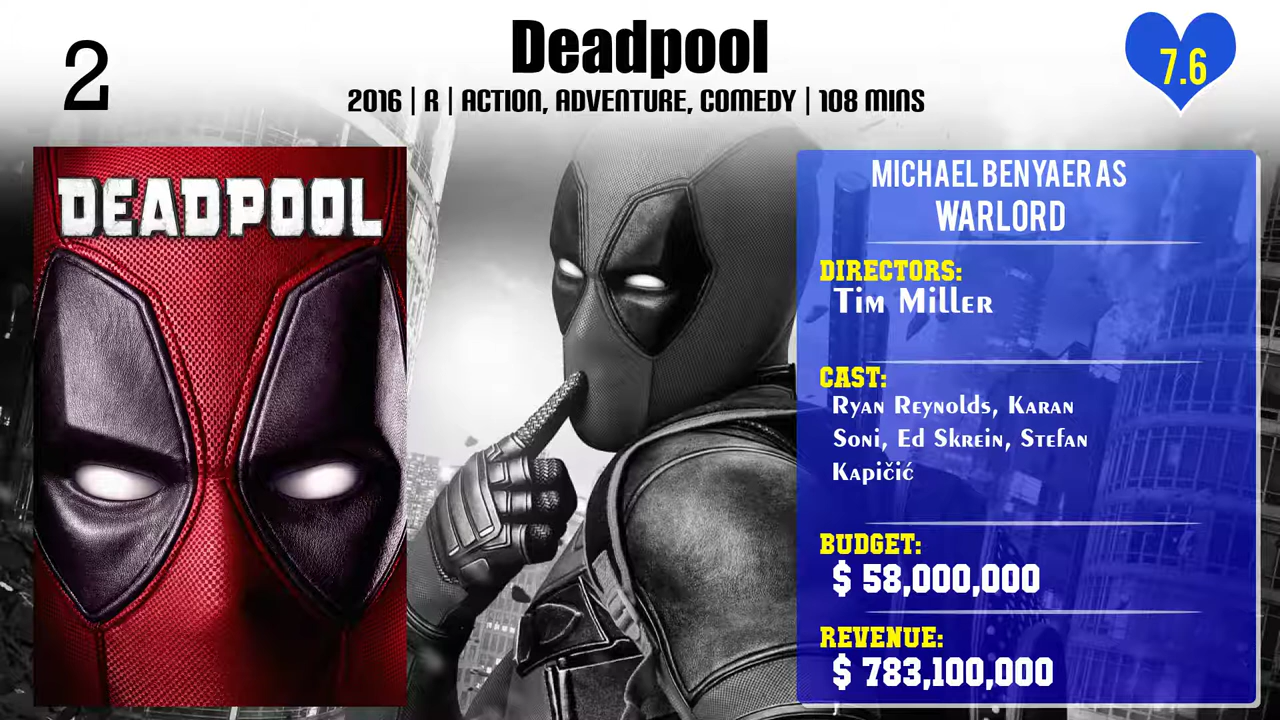 2
Deadpool
7.6
2016 | R | ACTION, ADVENTURE, COMEDY | 108 MINS
DEADPOOL
MICHAEL BENYAER AS
WARLORD
DIRECTORS:
Tim Miller
CAST:
Ryan Reynolds, Karan
Soni, Ed Skrein, Stefan
Kapičić
BUDGET:
$ 58,000,000
REVENUE:
$ 783,100,000